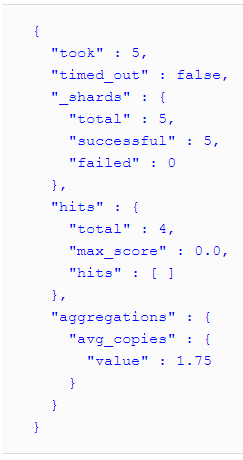 {
  "took" : 5,
  "timed_out" : false,
  "_shards" : {
    "total" : 5,
    "successful" : 5,
    "failed" : 0
  },
  "hits" : {
    "total" : 4,
    "max_score" : 0.0,
    "hits" : [ ]
  },
  "aggregations" : {
    "avg_copies" : {
      "value" : 1.75
    }
  }
}